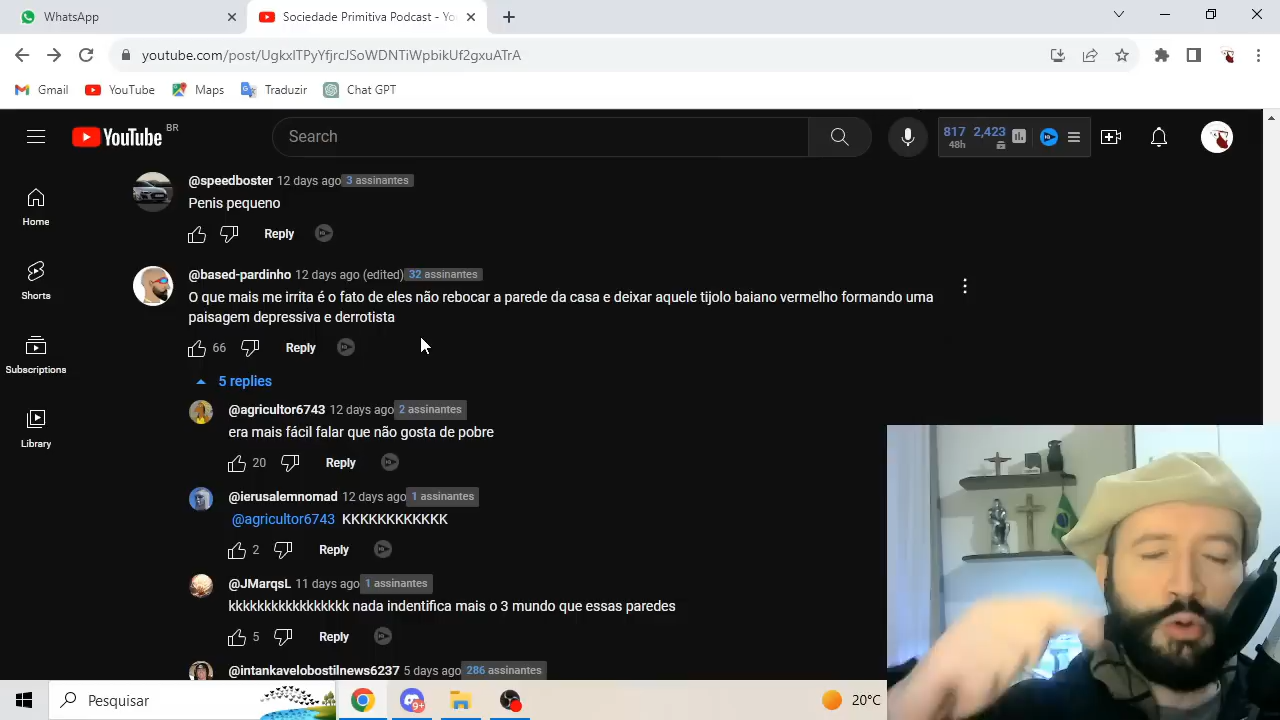 WhatsApp
Sociedade Primitiva Podcast - Yo
youtube.com/post/UgkxlTPyYfjrcJSoWDNTiWpbikUf2gxuATrA
Gmail
YouTube
Maps
Traduzir
Chat GPT
YouTube BR
Search
817 2,423
48h
Home
Shorts
Subscriptions
Library
@speedboster 12 days ago 3 assinantes
Penis pequeno
Reply
@based-pardinho 12 days ago (edited) 32 assinantes
O que mais me irrita é o fato de eles não rebocar a parede da casa e deixar aquele tijolo baiano vermelho formando uma
paisagem depressiva e derrotista
66 Reply
5 replies
@agricultor6743 12 days ago 2 assinantes
era mais fácil falar que não gosta de pobre
20 Reply
@ierusalemnomad 12 days ago 1 assinantes
@agricultor6743 KKKKKKKKKKKK
2 Reply
@JMarqsL 11 days ago 1 assinantes
kkkkkkkkkkkkkkkkk nada indentifica mais o 3 mundo que essas paredes
5 Reply
@intankavelobostilnews6237 5 days ago 286 assinantes
Pesquisar
9+
20°C